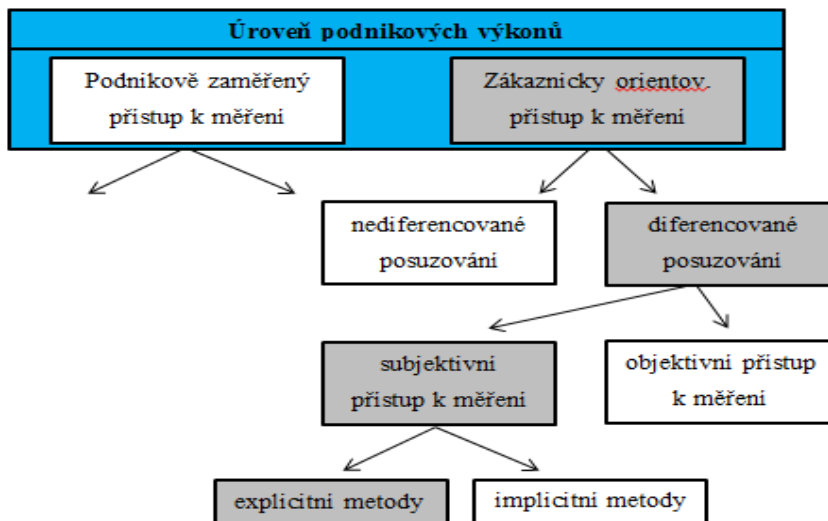 Úroveň podnikových výkonů
Podnikově zaměřený
přístup k měření
Zákaznicky orientov.
přístup k měření
nediferencované
posuzování
diferencované
posuzování
subjektivní
přístup k měření
objektivní přístup
k měření
explicitní metody
implicitní metody